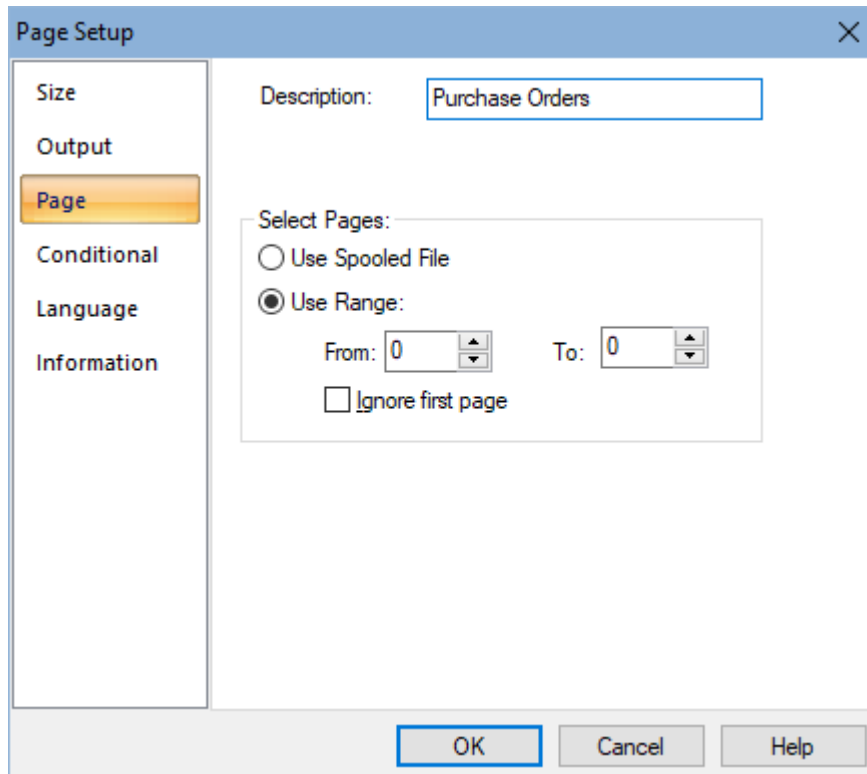 Page Setup
Size
Output
Page
Conditional
Language
Information
Description: Purchase Orders
Select Pages:
Use Spooled File
Use Range:
From: 0 To: 0
Ignore first page
OK Cancel Help